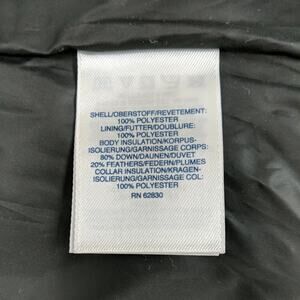 SHELL/OBERSTOFF/REVETEMENT:
100% POLYESTER
LINING/FUTTER/DOUBLURE:
100% POLYESTER
BODY INSULATION/KORPUS-
ISOLIERUNG/GARNISSAGE CORPS:
80% DOWN/DAUNEN/DUVET
20% FEATHERS/FEDERN/PLUMES
COLLAR INSULATION/KRAGEN-
ISOLIERUNG/GARNISSAGE COL:
100% POLYESTER
RN 62830